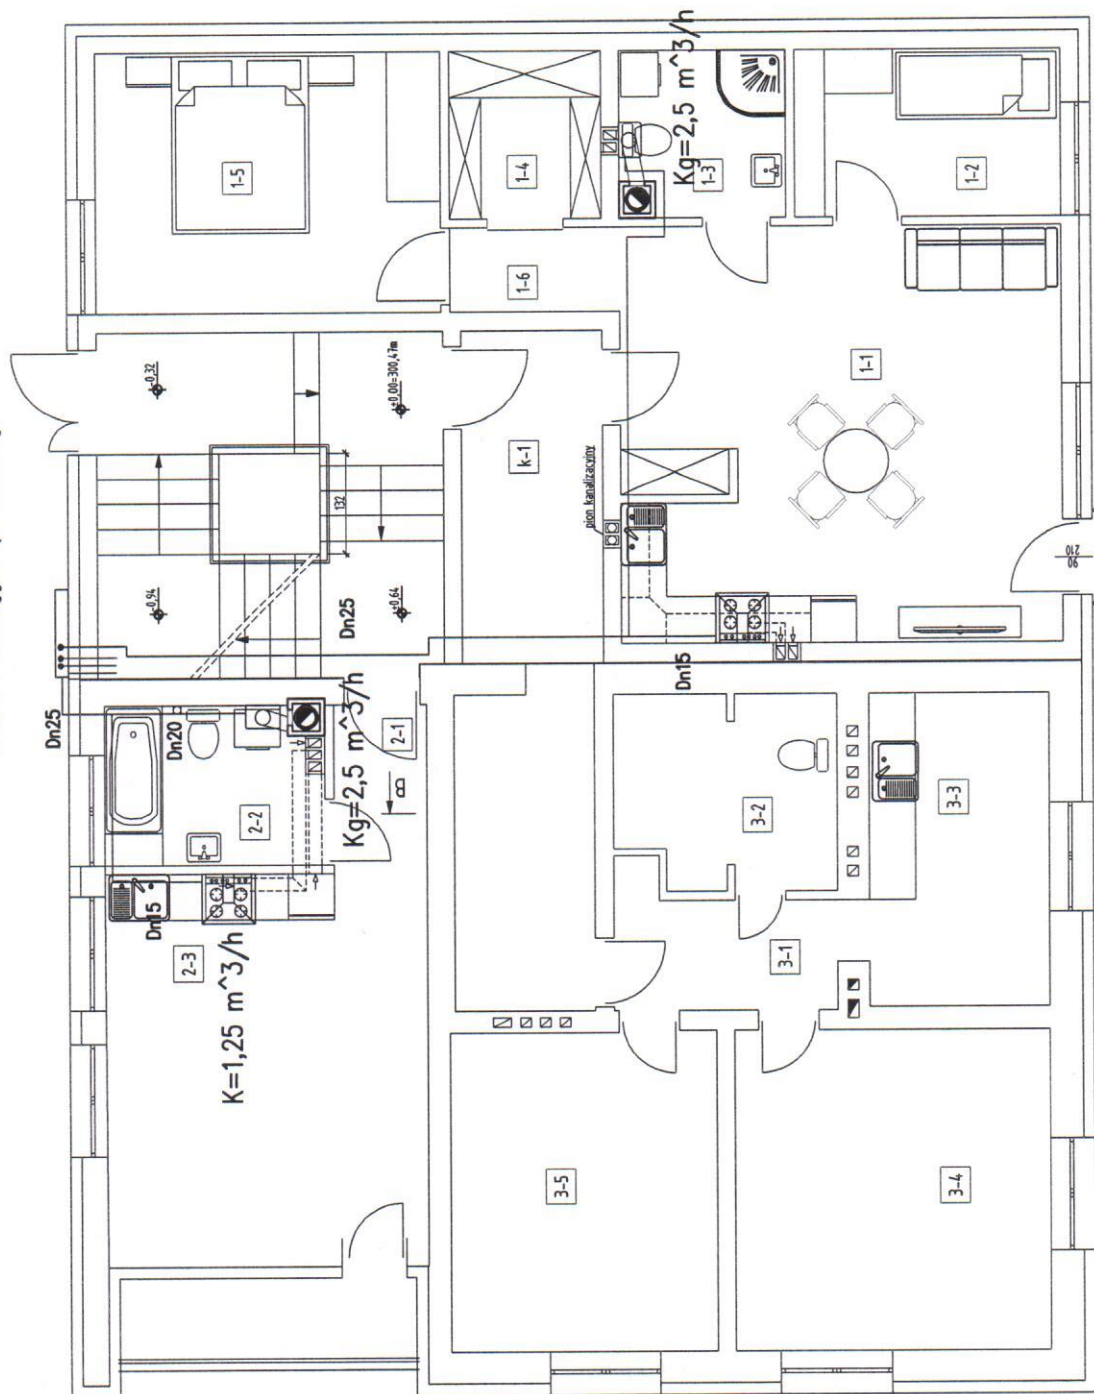 1-5
1-4
Kg=2,5 m^3/h
1-3
1-2
1-6
-0,32
±0,00=300,47m
k-1
1-1
132
pion kanalizacyjny
90
210
-0,94
+0,64
Dn25
Dn25
Dn20
Kg=2,5 m^3/h
2-1
B
2-2
Dn15
Dn15
2-3
K=1,25 m^3/h
3-2
3-3
3-1
3-5
3-4